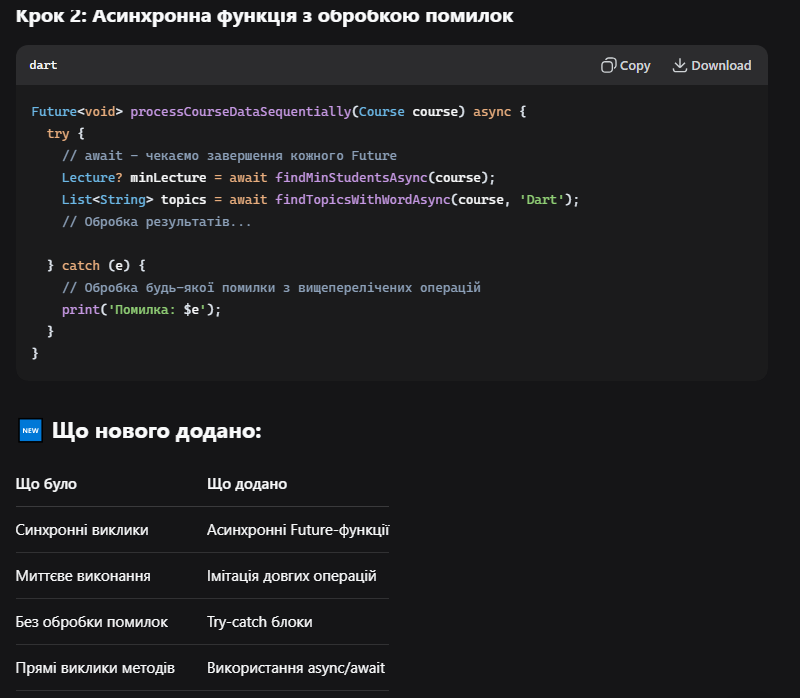 Крок 2: Асинхронна функція з обробкою помилок
dart
Copy
Download
Future<void> processCourseDataSequentially(Course course) async {
try {
// await - чекаємо завершення кожного Future
Lecture? minLecture = await findMinStudentsAsync(course);
List<String> topics = await findTopicsWithWordAsync(course, 'Dart');
// Обробка результатів...
} catch (e) {
// Обробка будь-якої помилки з вищеперелічених операцій
print('Помилка: $e');
}
}
NEW Що нового додано:
Що було Що додано
Синхронні виклики Асинхронні Future-функції
Миттєве виконання Імітація довгих операцій
Без обробки помилок Try-catch блоки
Прямі виклики методів Використання async/await